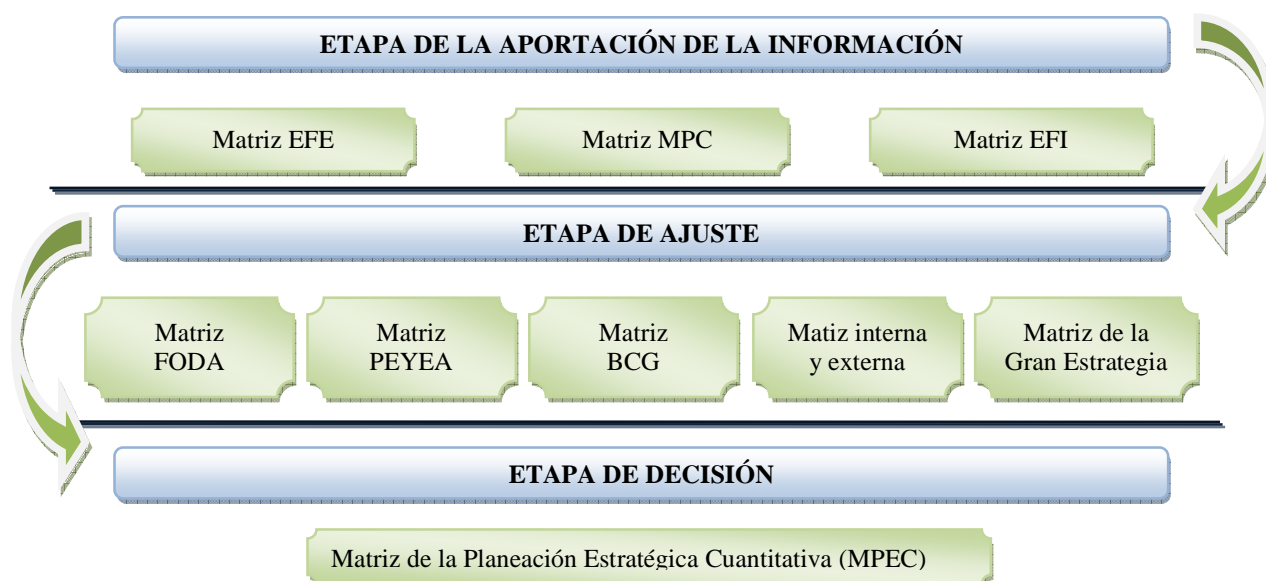 ETAPA DE LA APORTACIÓN DE LA INFORMACIÓN
Matriz EFE
Matriz MPC
Matriz EFI
ETAPA DE AJUSTE
Matriz
FODA
Matriz
PEYEA
Matriz
BCG
Matiz interna
y externa
Matriz de la
Gran Estrategia
ETAPA DE DECISIÓN
Matriz de la Planeación Estratégica Cuantitativa (MPEC)